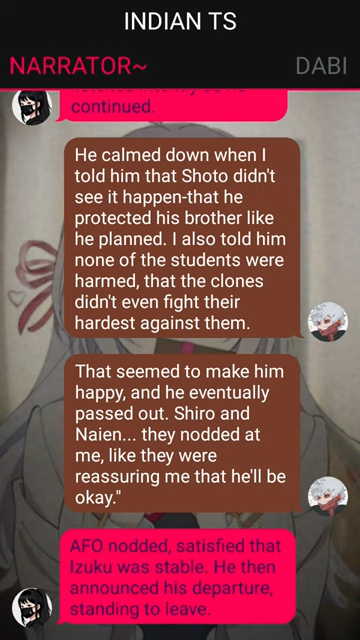 INDIAN TS
NARRATOR~ DABI
continued.
He calmed down when I
told him that Shoto didn't
see it happen-that he
protected his brother like
he planned. I also told him
none of the students were
harmed, that the clones
didn't even fight their
hardest against them.
That seemed to make him
happy, and he eventually
passed out. Shiro and
Naien... they nodded at
me, like they were
reassuring me that he'll be
okay."
AFO nodded, satisfied that
Izuku was stable. He then
announced his departure,
standing to leave.